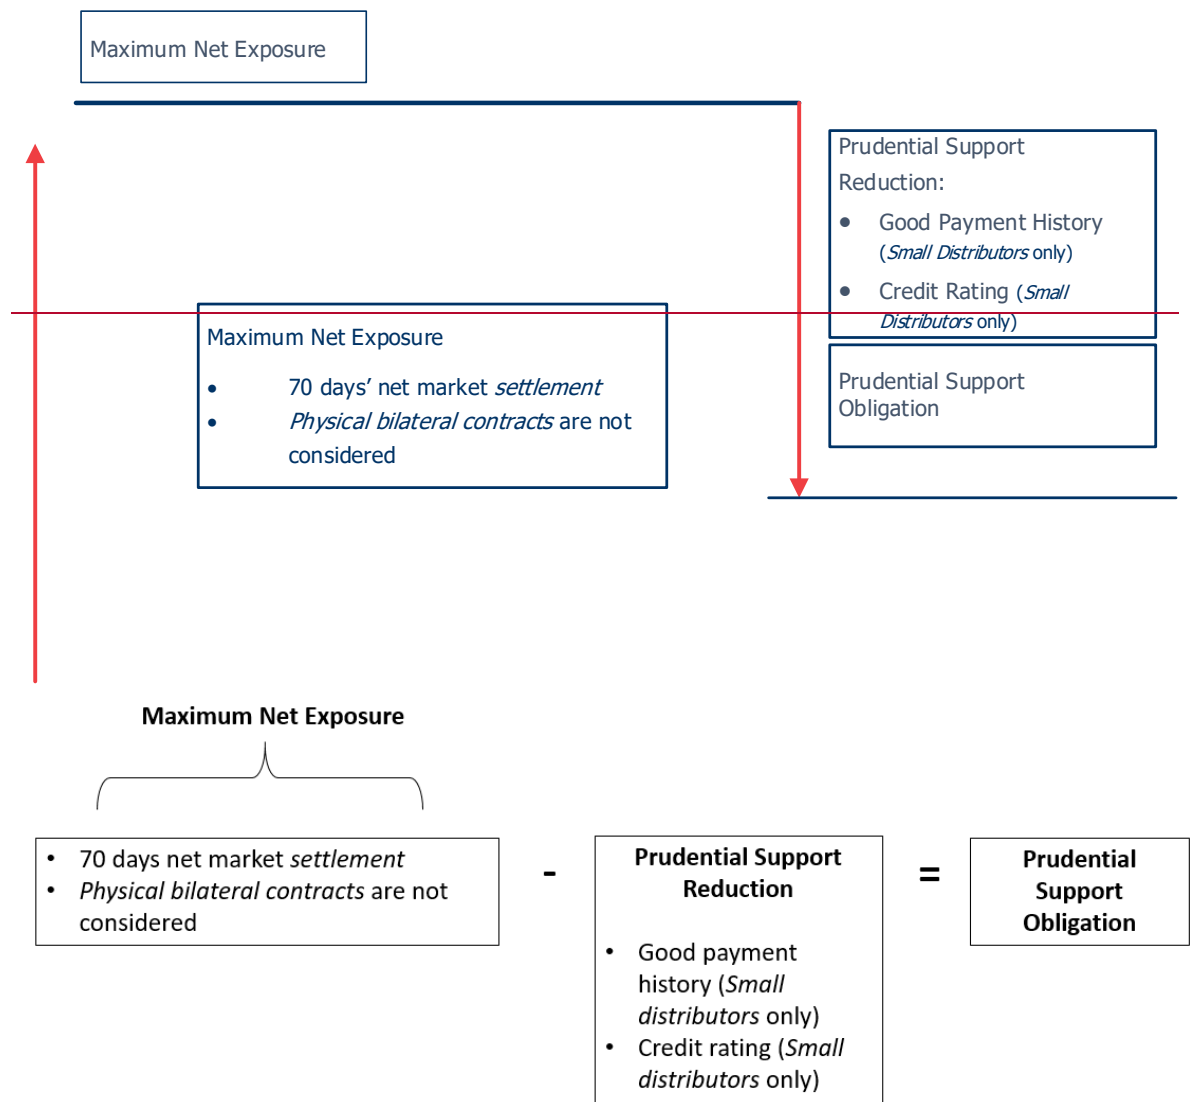 Maximum Net Exposure
Prudential Support
Reduction:
• Good Payment History
(Small Distributors only)
• Credit Rating (Small
Distributors only)
Maximum Net Exposure
• 70 days’ net market settlement
• Physical bilateral contracts are not
considered
Prudential Support
Obligation
Maximum Net Exposure
• 70 days net market settlement
• Physical bilateral contracts are not
considered
-
Prudential Support
Reduction
• Good payment
history (Small
distributors only)
• Credit rating (Small
distributors only)
=
Prudential
Support
Obligation